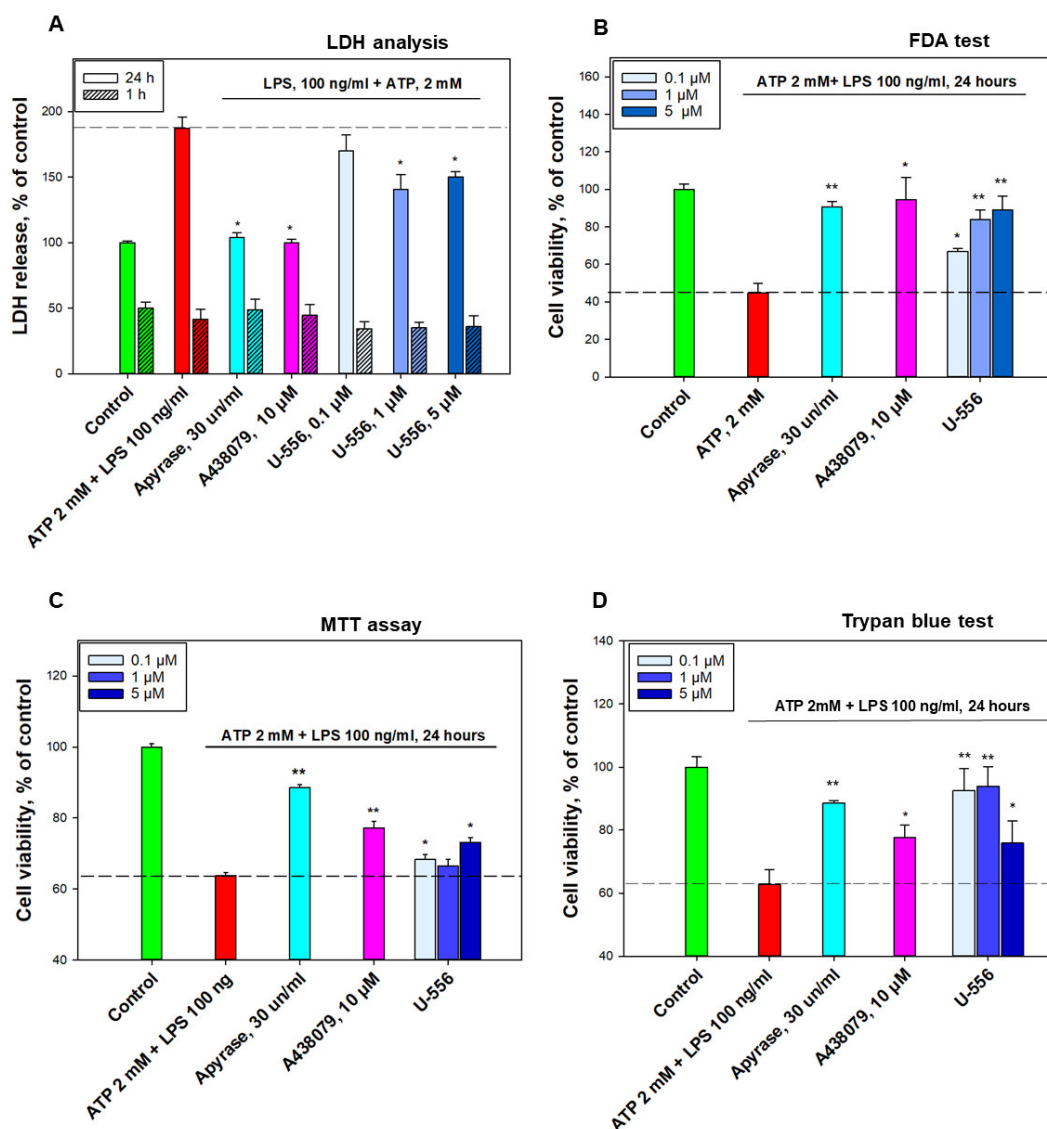 A
LDH analysis
24 h
1 h
LPS, 100 ng/ml + ATP, 2 mM
LDH release, % of control
200
150
100
50
0
Control
ATP 2 mM + LPS 100 ng/ml
Apyrase, 30 un/ml
A438079, 10 µM
U-556, 0.1 µM
U-556, 1 µM
U-556, 5 µM
*
*
*
*
B
FDA test
0.1 µM
1 µM
5 µM
ATP 2 mM+ LPS 100 ng/ml, 24 hours
Cell viability, % of control
160
140
120
100
80
60
40
20
0
**
*
*
**
**
Control
ATP, 2 mM
Apyrase, 30 un/ml
A438079, 10 µM
U-556
C
MTT assay
0.1 µM
1 µM
5 µM
ATP 2 mM + LPS 100 ng/ml, 24 hours
Cell viability, % of control
120
100
80
60
40
**
**
*
*
Control
ATP 2 mM + LPS 100 ng
Apyrase, 30 un/ml
A438079, 10 µM
U-556
D
Trypan blue test
0.1 µM
1 µM
5 µM
ATP 2mM + LPS 100 ng/ml, 24 hours
Cell viability, % of control
140
120
100
80
60
40
**
*
**
**
*
Control
ATP 2 mM + LPS 100 ng/ml
Apyrase, 30 un/ml
A438079, 10 µM
U-556